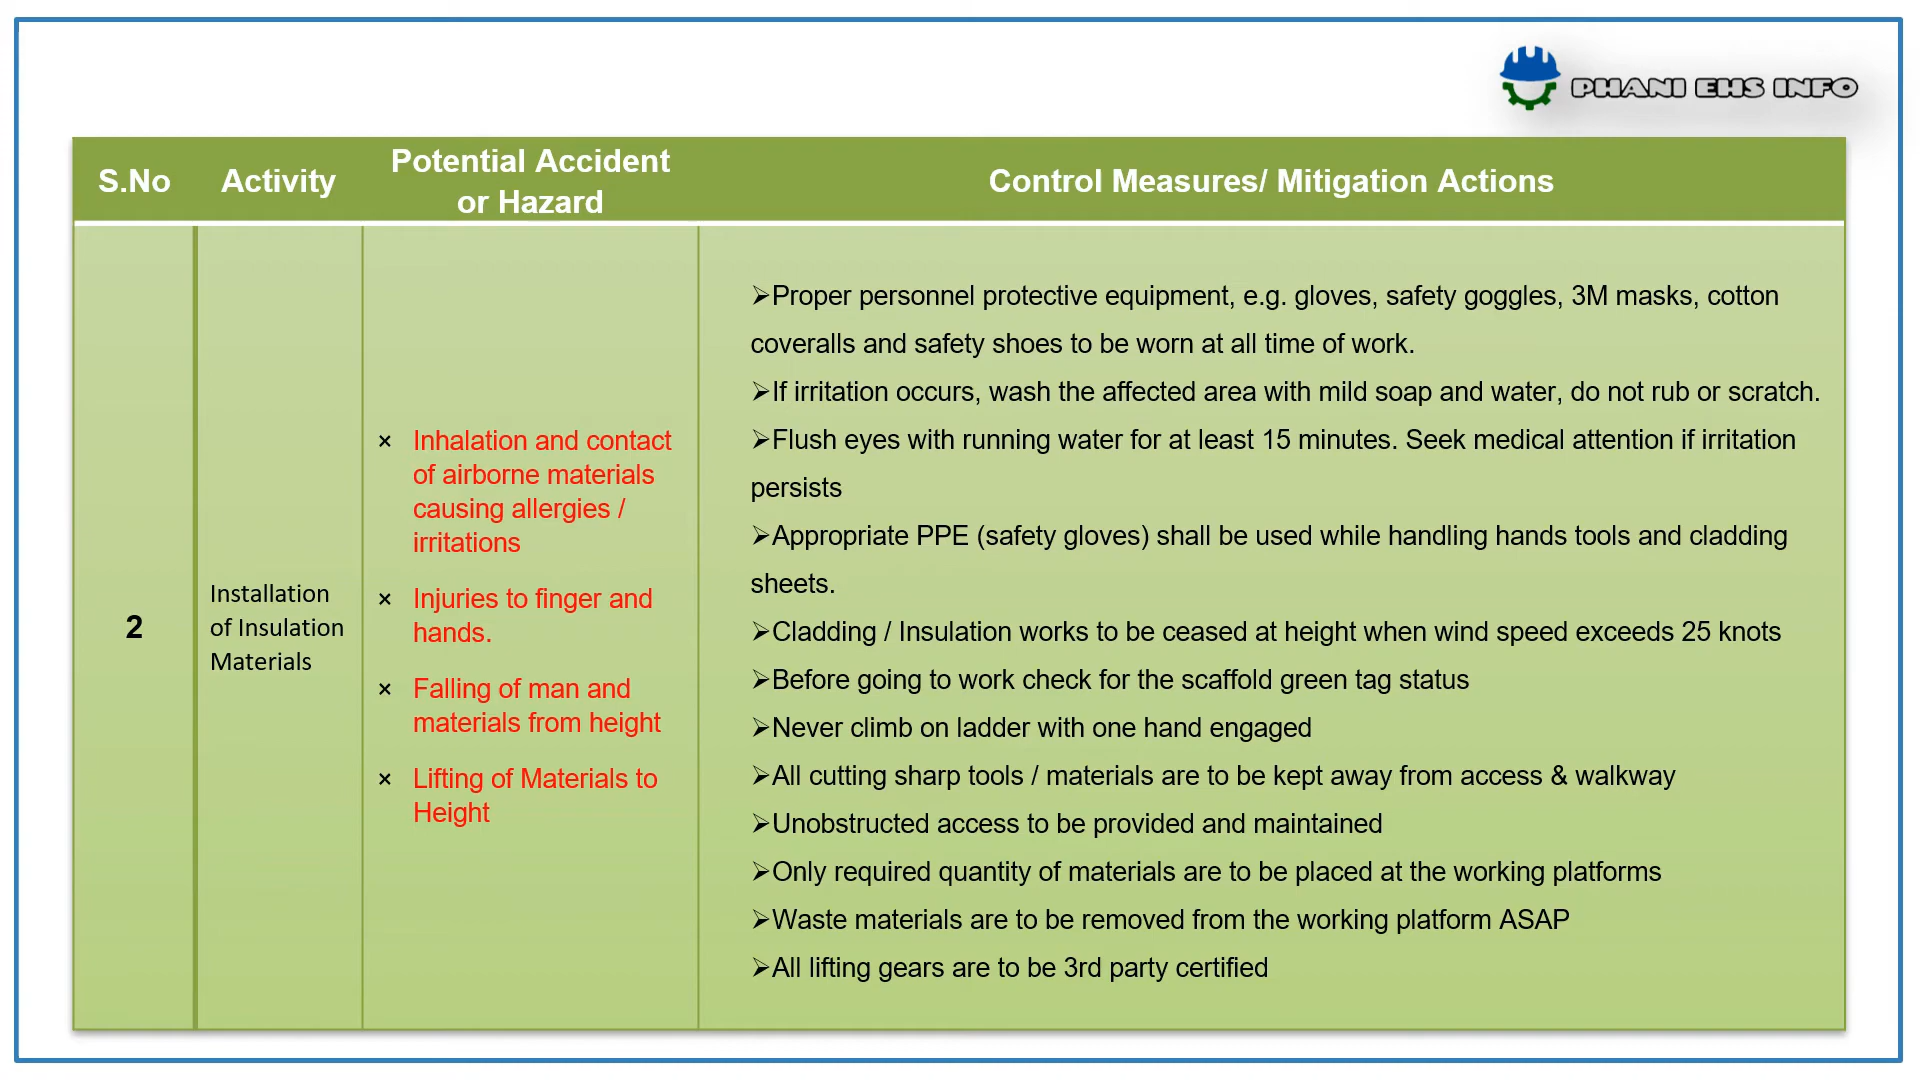 PHANI EHS INFO
S.No
Activity
Potential Accident
or Hazard
Control Measures/ Mitigation Actions
2
Installation
of Insulation
Materials
× Inhalation and contact
of airborne materials
causing allergies /
irritations
× Injuries to finger and
hands.
× Falling of man and
materials from height
× Lifting of Materials to
Height
➢Proper personnel protective equipment, e.g. gloves, safety goggles, 3M masks, cotton
coveralls and safety shoes to be worn at all time of work.
➢If irritation occurs, wash the affected area with mild soap and water, do not rub or scratch.
➢Flush eyes with running water for at least 15 minutes. Seek medical attention if irritation
persists
➢Appropriate PPE (safety gloves) shall be used while handling hands tools and cladding
sheets.
➢Cladding / Insulation works to be ceased at height when wind speed exceeds 25 knots
➢Before going to work check for the scaffold green tag status
➢Never climb on ladder with one hand engaged
➢All cutting sharp tools / materials are to be kept away from access & walkway
➢Unobstructed access to be provided and maintained
➢Only required quantity of materials are to be placed at the working platforms
➢Waste materials are to be removed from the working platform ASAP
➢All lifting gears are to be 3rd party certified